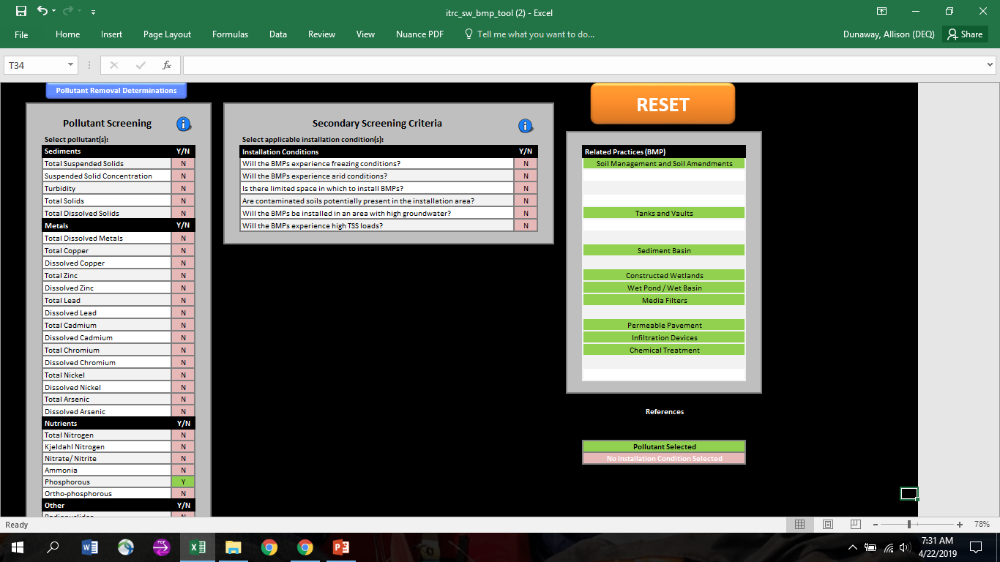 itrc_sw_bmp_tool (2) - Excel
File Home Insert Page Layout Formulas Data Review View Nuance PDF Tell me what you want to do... Dunaway, Allison (DEQ) Share
T34 fx
Pollutant Removal Determinations
Pollutant Screening
Select pollutant(s):
Sediments Y/N
Total Suspended Solids N
Suspended Solid Concentration N
Turbidity N
Total Solids N
Total Dissolved Solids N
Metals Y/N
Total Dissolved Metals N
Total Copper N
Dissolved Copper N
Total Zinc N
Dissolved Zinc N
Total Lead N
Dissolved Lead N
Total Cadmium N
Dissolved Cadmium N
Total Chromium N
Dissolved Chromium N
Total Nickel N
Dissolved Nickel N
Total Arsenic N
Dissolved Arsenic N
Nutrients Y/N
Total Nitrogen N
Kjeldahl Nitrogen N
Nitrate/ Nitrite N
Ammonia N
Phosphorous Y
Ortho-phosphorous N
Other Y/N
Secondary Screening Criteria
Select applicable installation condition(s):
Installation Conditions Y/N
Will the BMPs experience freezing conditions? N
Will the BMPs experience arid conditions? N
Is there limited space in which to install BMPs? N
Are contaminated soils potentially present in the installation area? N
Will the BMPs be installed in an area with high groundwater? N
Will the BMPs experience high TSS loads? N
RESET
Related Practices (BMP)
Soil Management and Soil Amendments
Tanks and Vaults
Sediment Basin
Constructed Wetlands
Wet Pond / Wet Basin
Media Filters
Permeable Pavement
Infiltration Devices
Chemical Treatment
References
Pollutant Selected
No Installation Condition Selected
Ready 78%
7:31 AM
4/22/2019